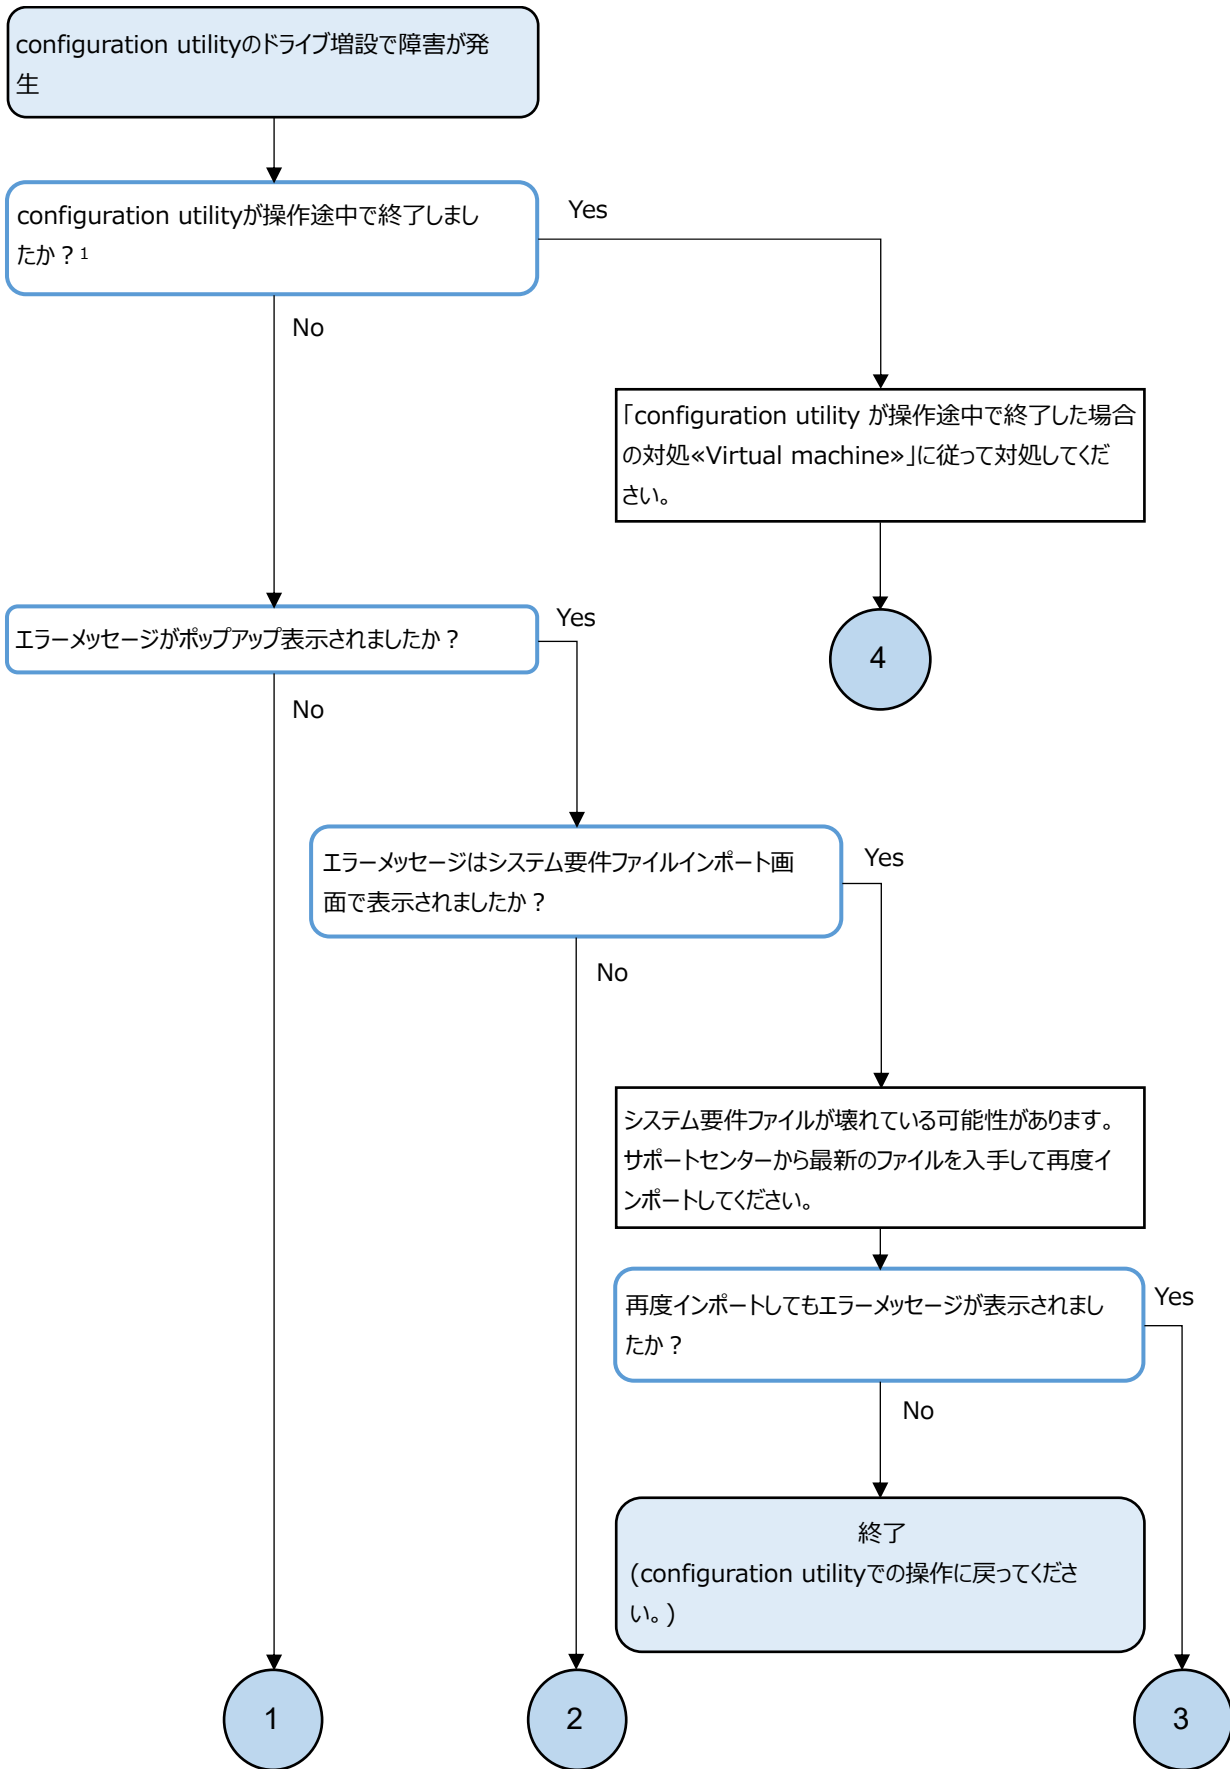 configuration utilityのドライブ増設で障害が発
生
configuration utilityが操作途中で終了しまし
たか？1
Yes
No
「configuration utility が操作途中で終了した場合
の対処«Virtual machine»」に従って対処してくだ
さい。
エラーメッセージがポップアップ表示されましたか？
Yes
4
No
エラーメッセージはシステム要件ファイルインポート画
面で表示されましたか？
Yes
No
システム要件ファイルが壊れている可能性があります。
サポートセンターから最新のファイルを入手して再度イ
ンポートしてください。
再度インポートしてもエラーメッセージが表示されまし
たか？
Yes
No
終了
(configuration utilityでの操作に戻ってくださ
い。)
1
2
3